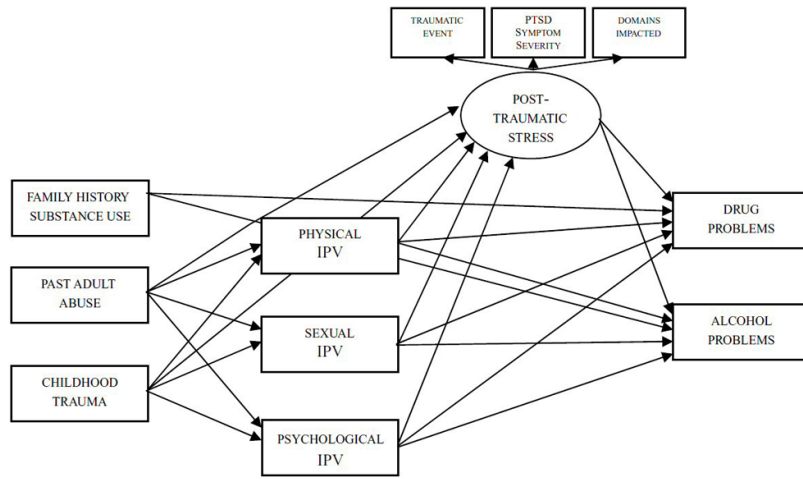 TRAUMATIC
EVENT
PTSD
SYMPTOM
SEVERITY
DOMAINS
IMPACTED
POST-
TRAUMATIC
STRESS
FAMILY HISTORY
SUBSTANCE USE
PHYSICAL
IPV
DRUG
PROBLEMS
PAST ADULT
ABUSE
SEXUAL
IPV
ALCOHOL
PROBLEMS
CHILDHOOD
TRAUMA
PSYCHOLOGICAL
IPV